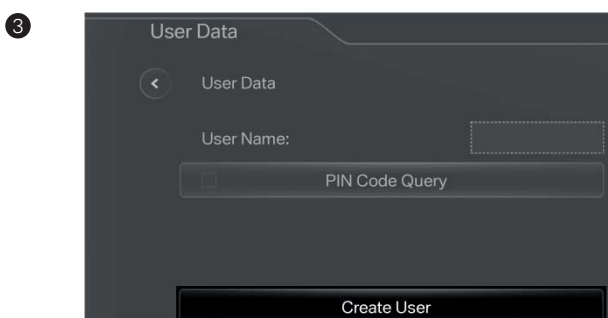 3
User Data
User Data
User Name:
PIN Code Query
Create User